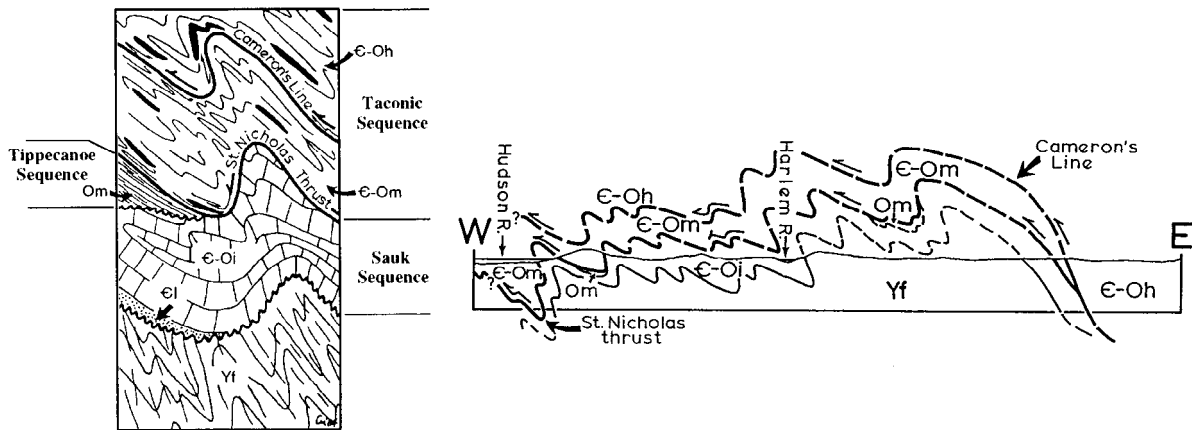 Cameron's Line
Є-Oh
Taconic
Sequence
St. Nicholas Thrust
Tippecanoe
Sequence
Om
Є-Om
Є-Oi
Sauk
Sequence
Єl
Yf
W
Hudson R.
?
Є-Oh
Є-Om
Harlem R.
Є-Om
Om
Cameron's
Line
E
Є-Om
?
Om
Є-Oi
Yf
Є-Oh
St. Nicholas
thrust